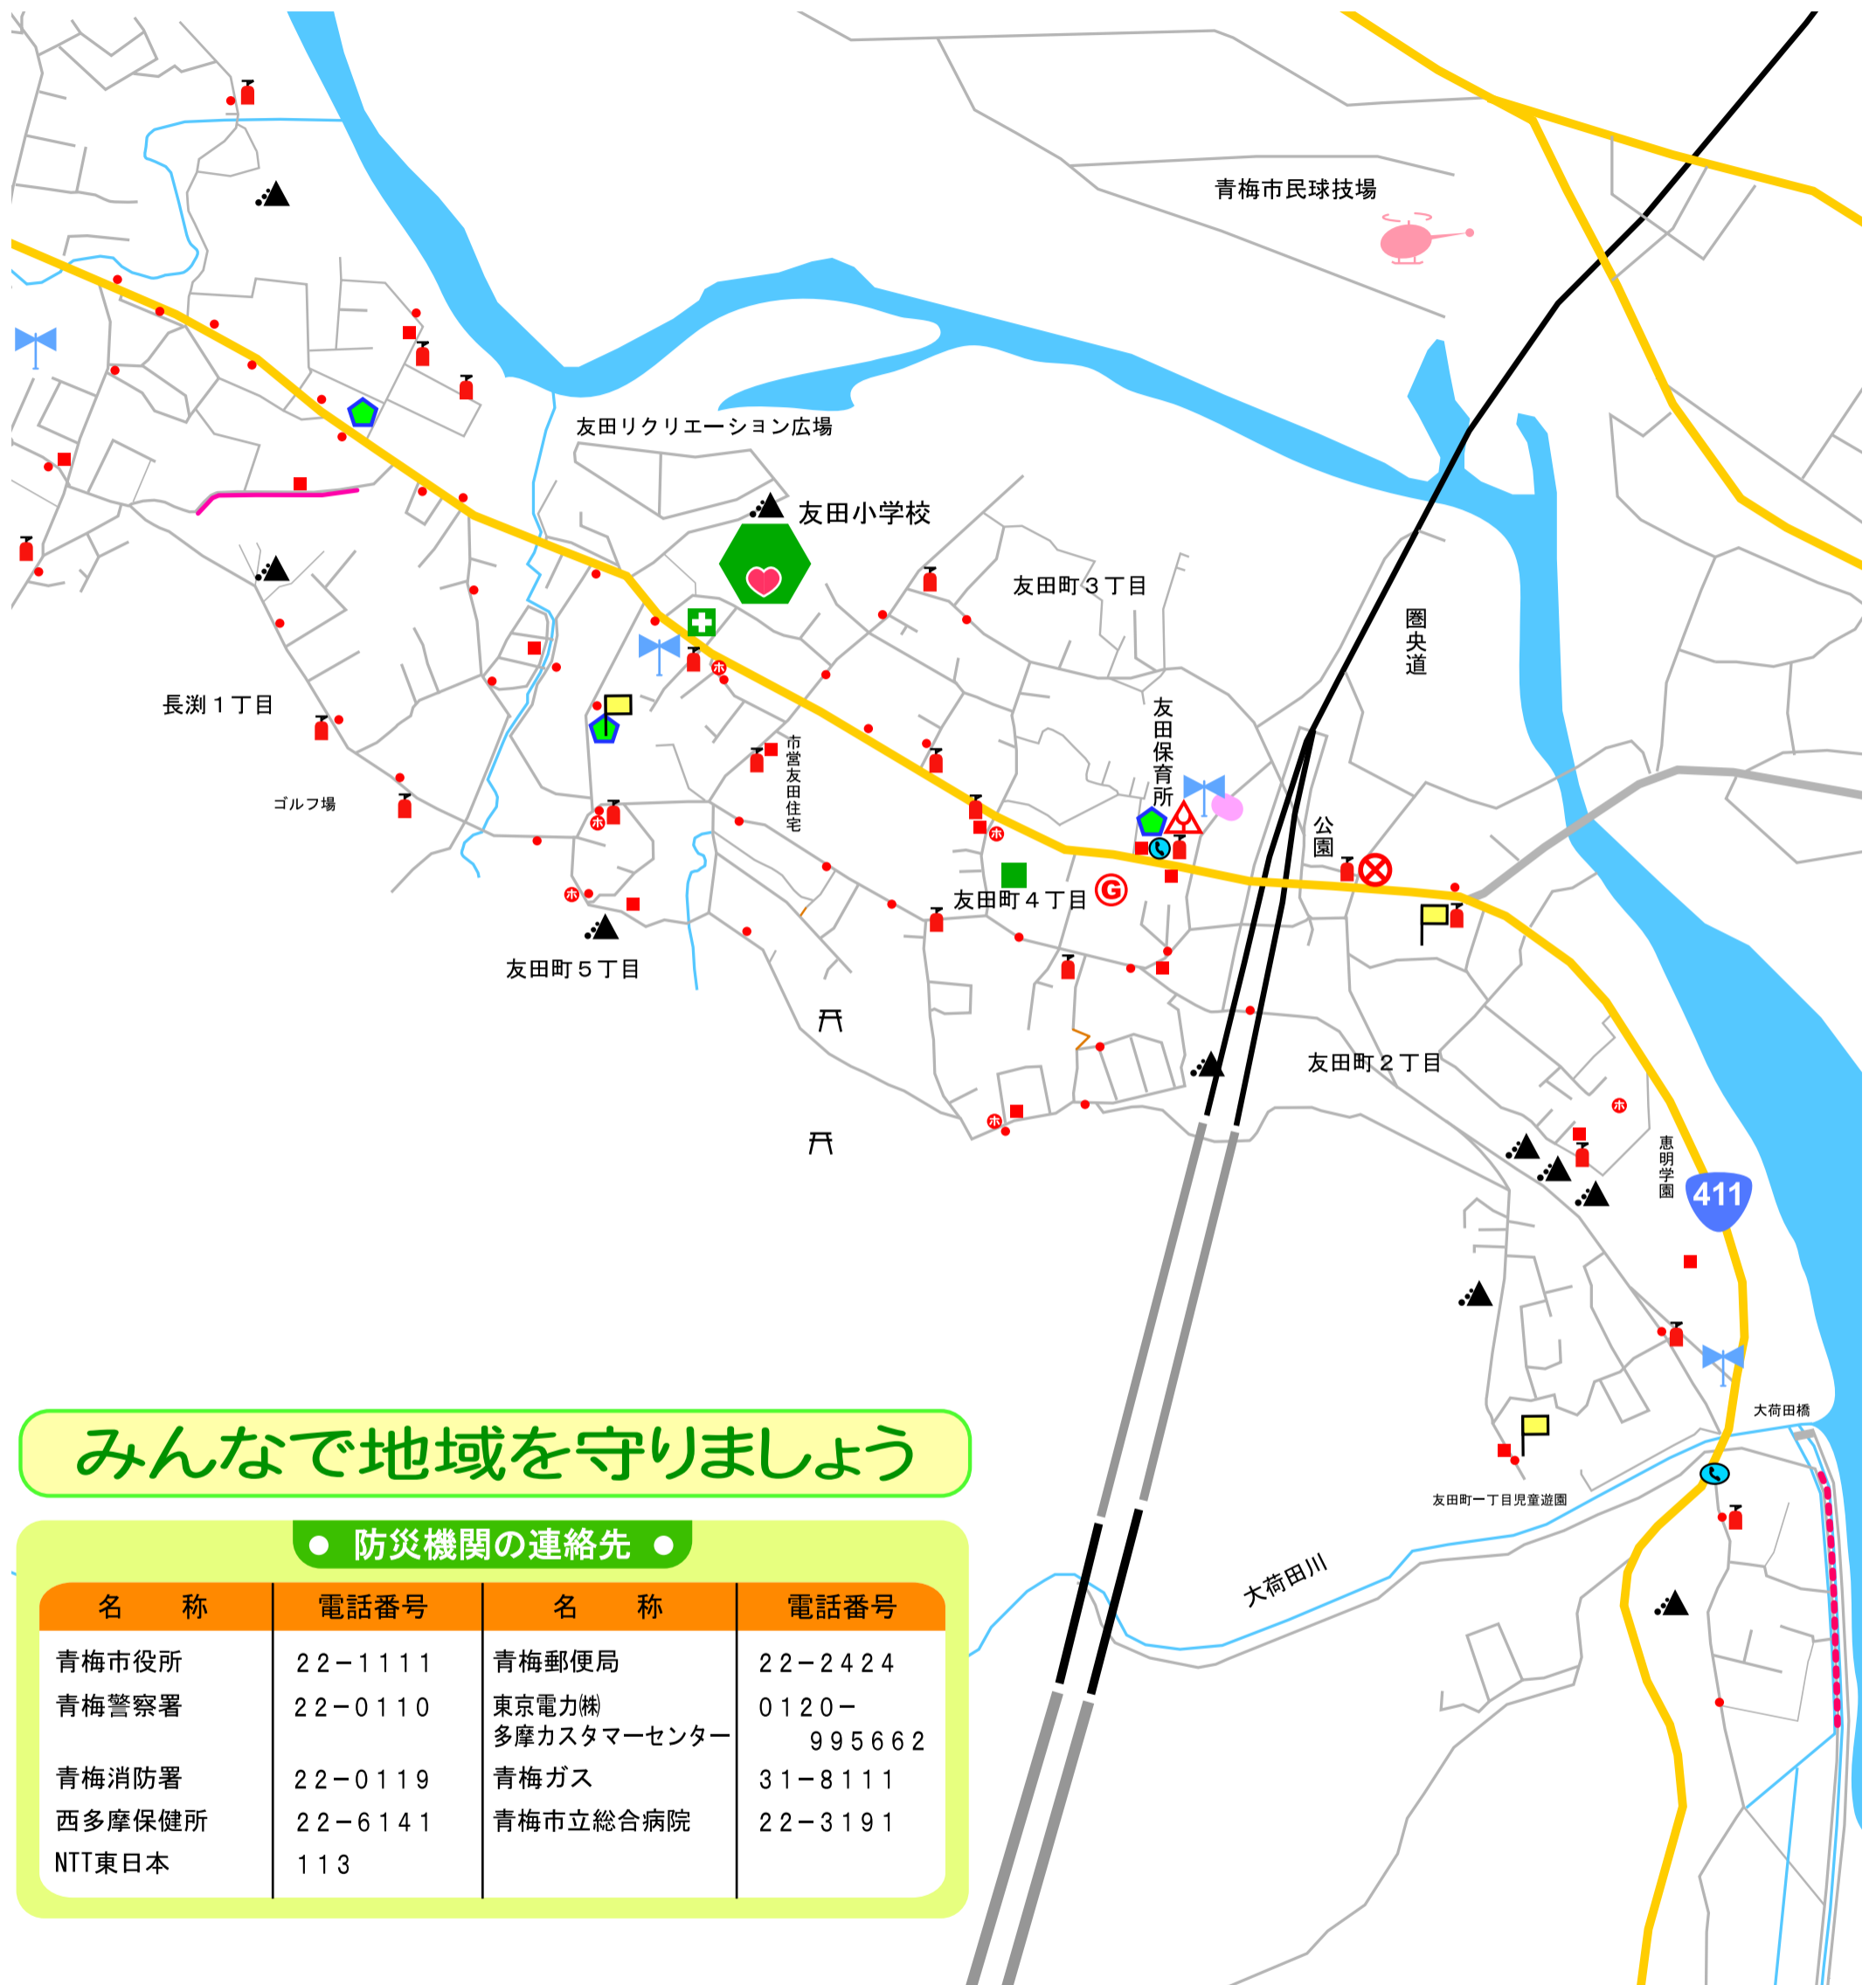 青梅市民球技場
友田リクリエーション広場
友田小学校
友田町３丁目
圏央道
長渕１丁目
友田保育所
市営友田住宅
ゴルフ場
公園
ホ
ホ
ホ
友田町４丁目
G
ホ
友田町５丁目
友田町２丁目
ホ
ホ
恵明学園
411
大荷田橋
友田町一丁目児童遊園
大荷田川
みんなで地域を守りましょう
防災機関の連絡先
名　称　電話番号　名　称　電話番号
青梅市役所　２２－１１１１　青梅郵便局　２２－２４２４
青梅警察署　２２－０１１０　東京電力㈱　０１２０－
多摩カスタマーセンター　９９５６６２
青梅消防署　２２－０１１９　青梅ガス　３１－８１１１
西多摩保健所　２２－６１４１　青梅市立総合病院　２２－３１９１
NTT東日本　１１３